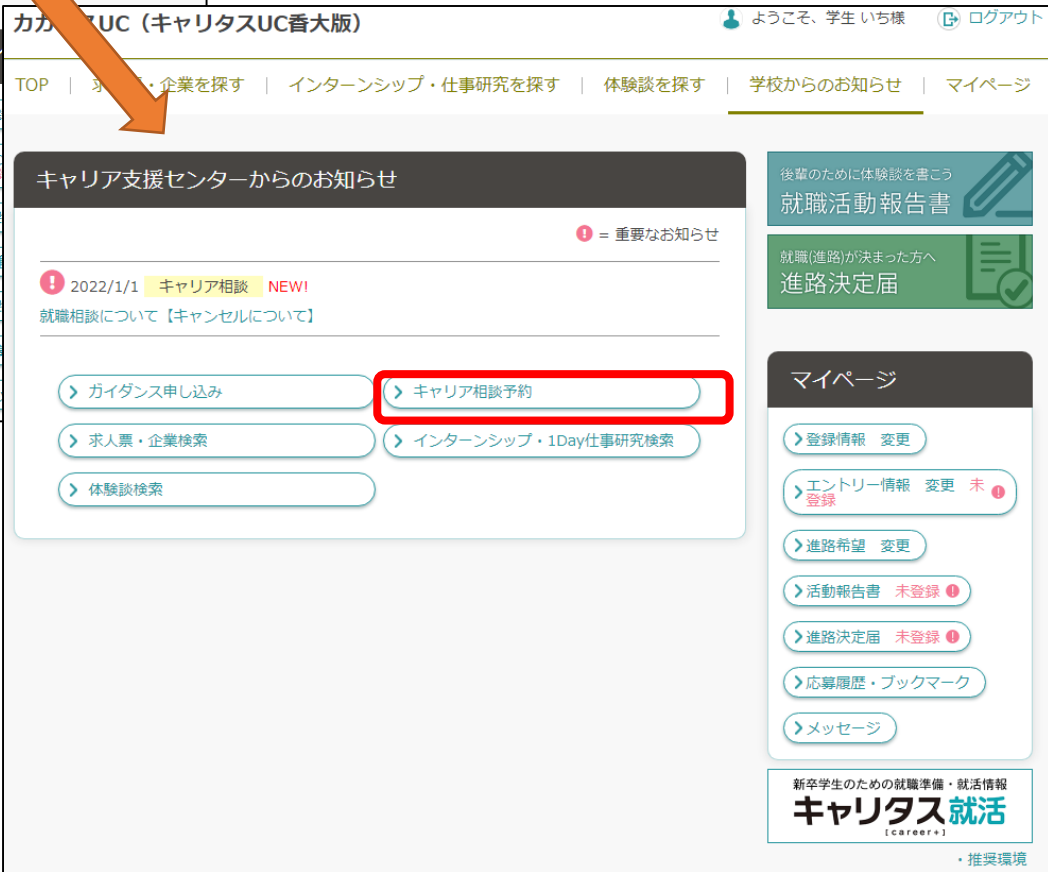 カガ UC（キャリタスUC香大版）
ようこそ、学生 いち様 ログアウト
TOP | 求 ・企業を探す | インターンシップ・仕事研究を探す | 体験談を探す | 学校からのお知らせ | マイページ
キャリア支援センターからのお知らせ
= 重要なお知らせ
2022/1/1 キャリア相談 NEW!
就職相談について【キャンセルについて】
ガイダンス申し込み
キャリア相談予約
求人票・企業検索
インターンシップ・1Day仕事研究検索
体験談検索
後輩のために体験談を書こう
就職活動報告書
就職(進路)が決まった方へ
進路決定届
マイページ
登録情報 変更
エントリー情報 変更 未
登録
進路希望 変更
活動報告書 未登録
進路決定届 未登録
応募履歴・ブックマーク
メッセージ
新卒学生のための就職準備・就活情報
キャリタス就活
[career+]
・推奨環境